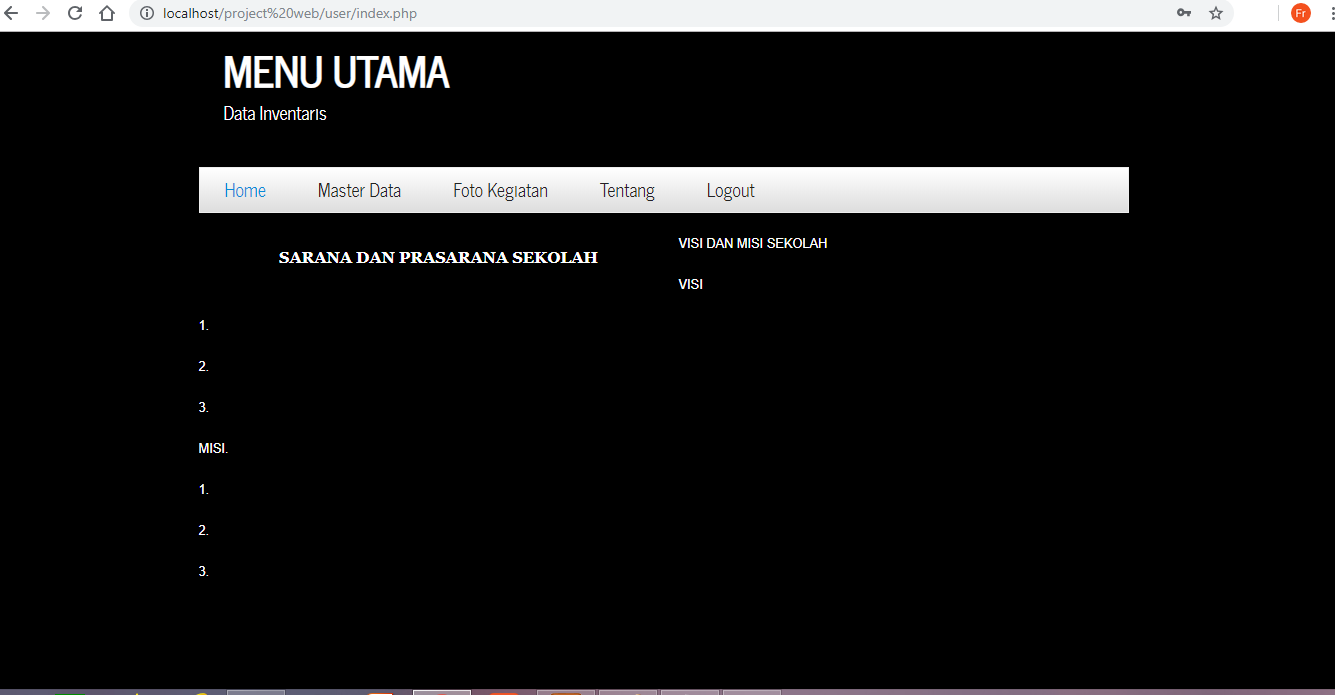 localhost/project%20web/user/index.php
Fr
MENU UTAMA
Data Inventaris
Home Master Data Foto Kegiatan Tentang Logout
SARANA DAN PRASARANA SEKOLAH
VISI DAN MISI SEKOLAH
VISI
1.
2.
3.
MISI.
1.
2.
3.